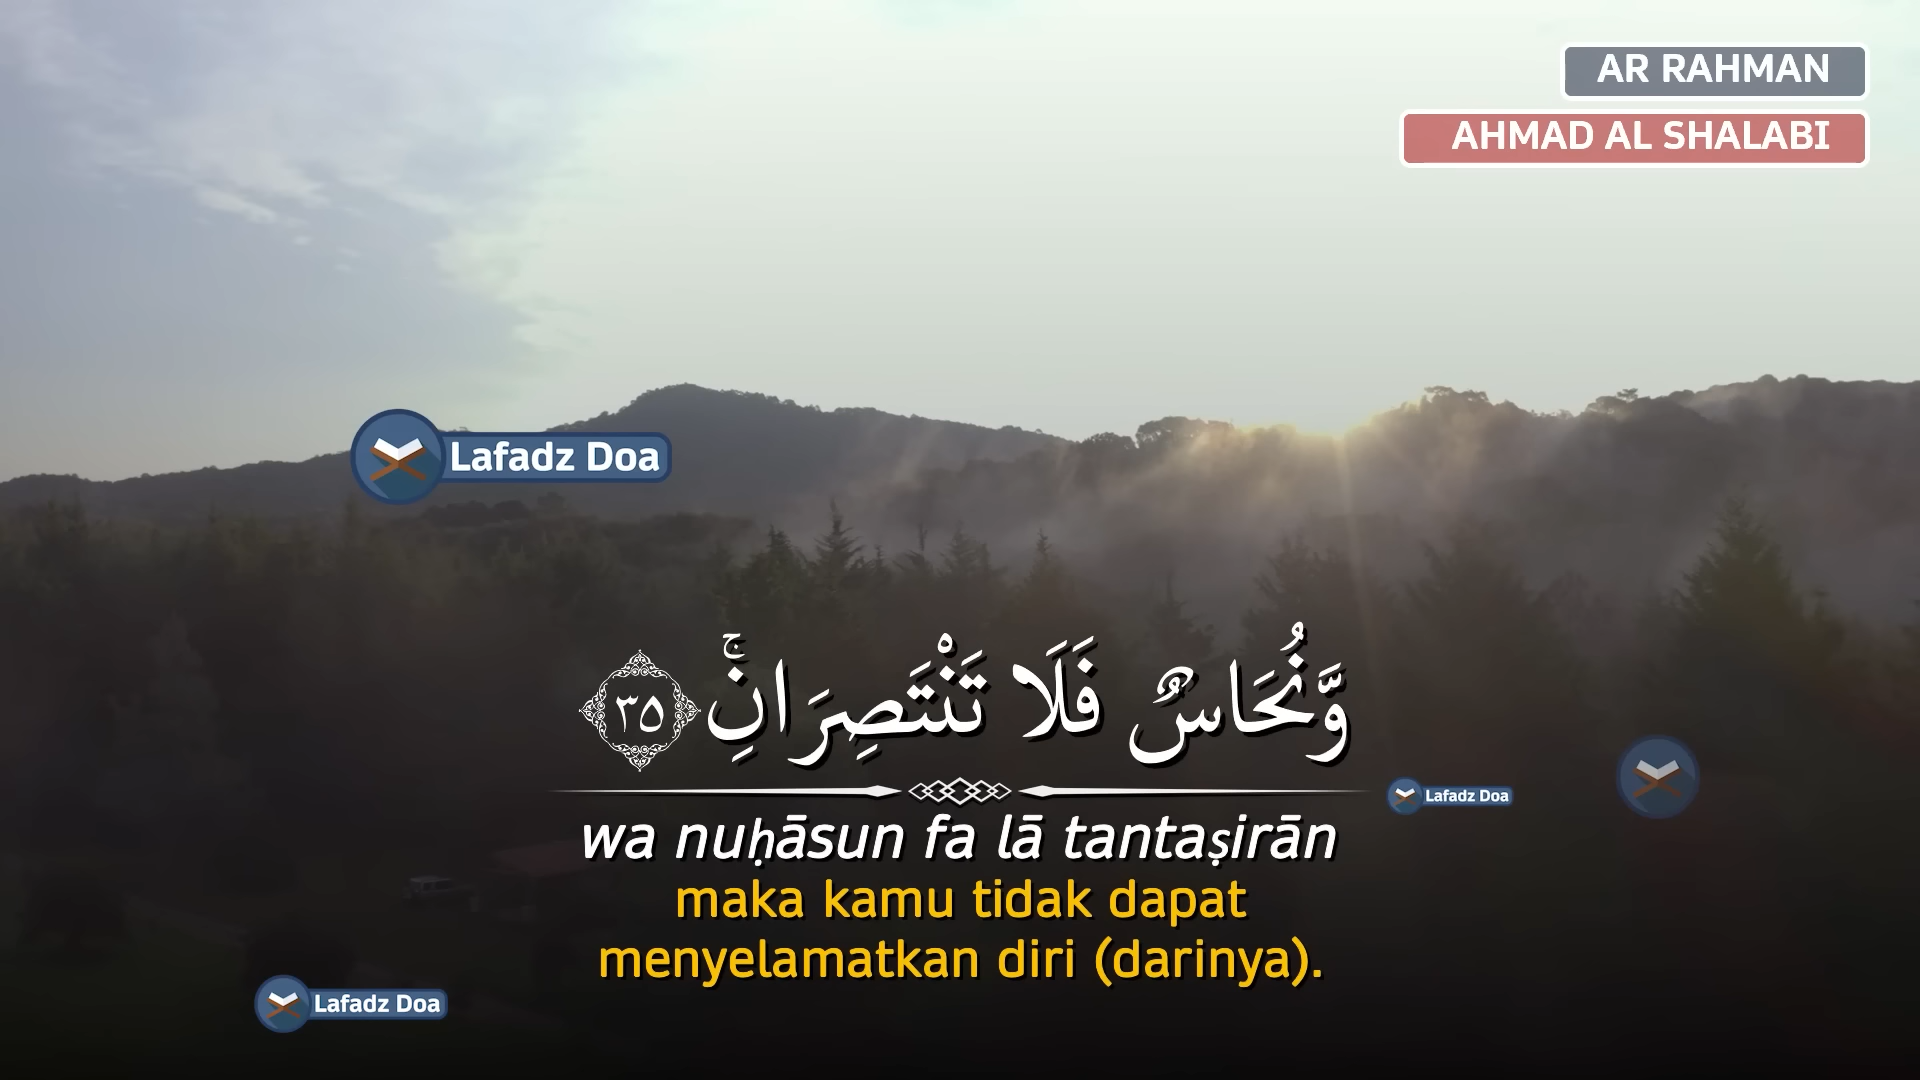 AR RAHMAN
AHMAD AL SHALABI
Lafadz Doa
وَّنُحَاسٌ فَلَا تَنْتَصِرَانِۚ ٣٥
Lafadz Doa
wa nuḥāsun fa lā tantaṣirān
maka kamu tidak dapat
menyelamatkan diri (darinya).
Lafadz Doa